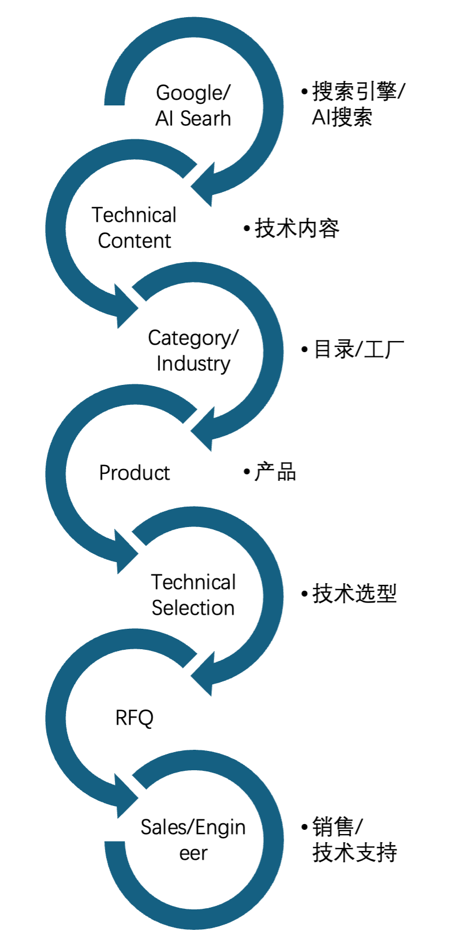 Google/
AI Searh
• 搜索引擎/
AI搜索
Technical
Content
• 技术内容
Category/
Industry
• 目录/工厂
Product
• 产品
Technical
Selection
• 技术选型
RFQ
Sales/Engin
eer
• 销售/
技术支持